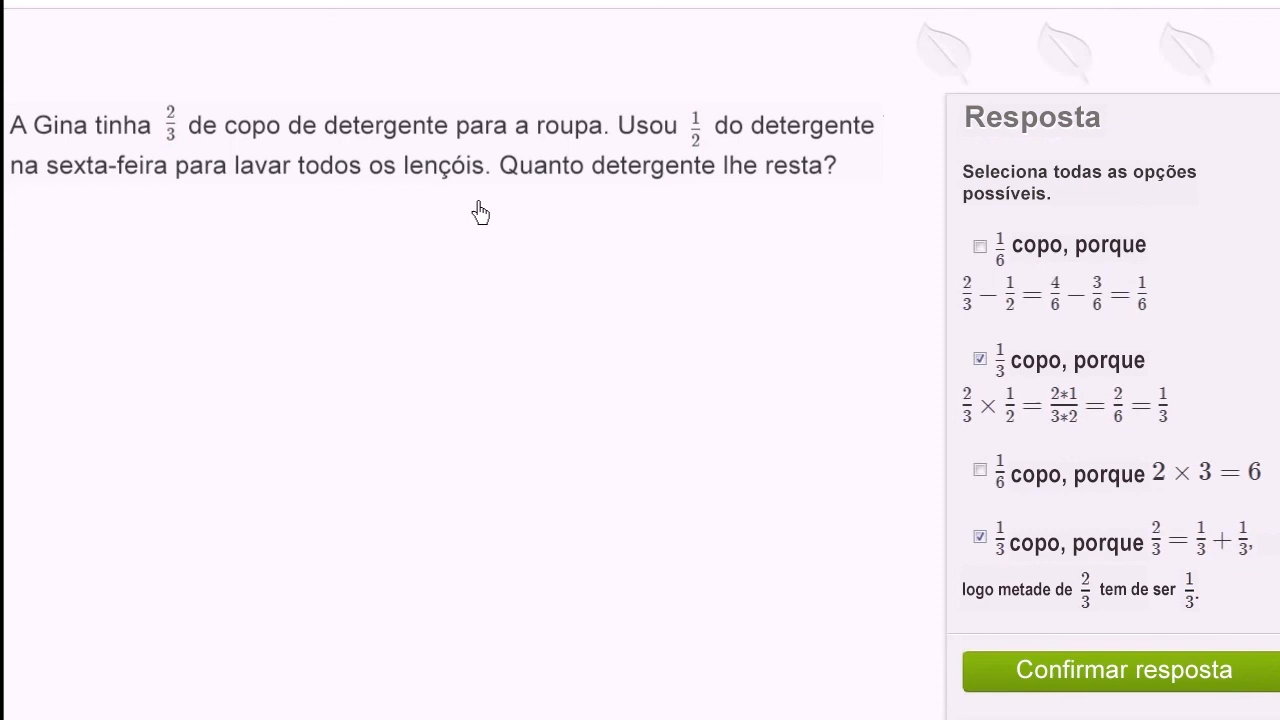 A Gina tinha 2/3 de copo de detergente para a roupa. Usou 1/2 do detergente
na sexta-feira para lavar todos os lençóis. Quanto detergente lhe resta?
Resposta
Seleciona todas as opções
possíveis.
1/6 copo, porque
2/3 − 1/2 = 4/6 − 3/6 = 1/6
1/3 copo, porque
2/3 × 1/2 = 2*1/3*2 = 2/6 = 1/3
1/6 copo, porque 2 × 3 = 6
1/3 copo, porque 2/3 = 1/3 + 1/3,
logo metade de 2/3 tem de ser 1/3.
Confirmar resposta